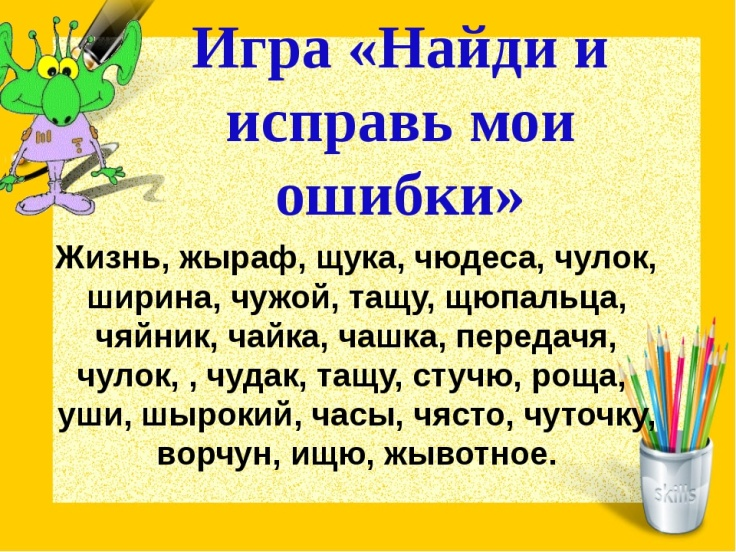 Игра «Найди и
исправь мои
ошибки»
Жизнь, жыраф, щука, чюдеса, чулок,
ширина, чужой, тащу, щюпальца,
чяйник, чайка, чашка, передачя,
чулок, , чудак, тащу, стучю, роща,
уши, шырокий, часы, чясто, чуточку,
ворчун, ищю, жывотное.
skills